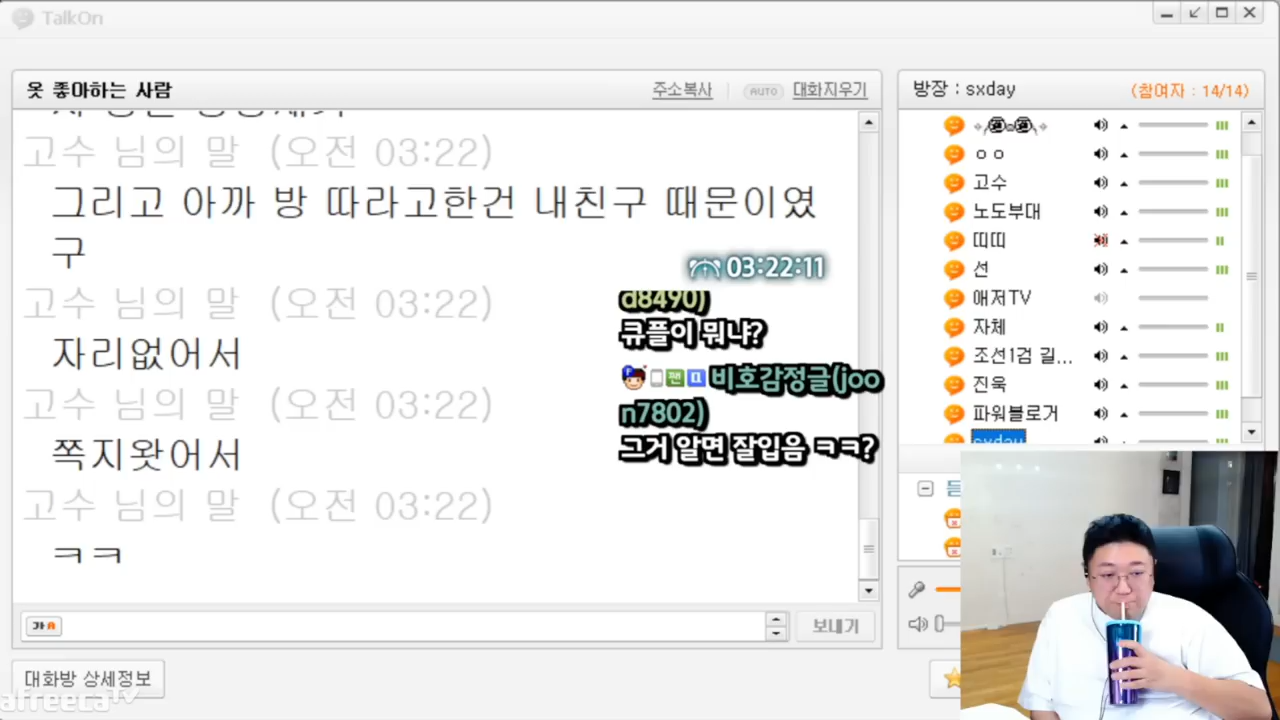 TalkOn
옷 좋아하는 사람
주소복사
AUTO
대화지우기
고수 님의 말 (오전 03:22)
그리고 아까 방 따라고한건 내친구 때문이였
구
고수 님의 말 (오전 03:22)
자리없어서
고수 님의 말 (오전 03:22)
쪽지왓어서
고수 님의 말 (오전 03:22)
ㅋㅋ
03:22:11
d8490)
큐플이 뭐냐?
팬
비호감정글(joo
n7802)
그거 알면 잘입음 ㅋㅋ?
가
보내기
대화방 상세정보
afreecaTV
방장 : sxday
(참여자 : 14/14)
ㅇㅇ
고수
노도부대
띠띠
선
애저TV
자체
조선1검 길...
진욱
파워블로거
sxday